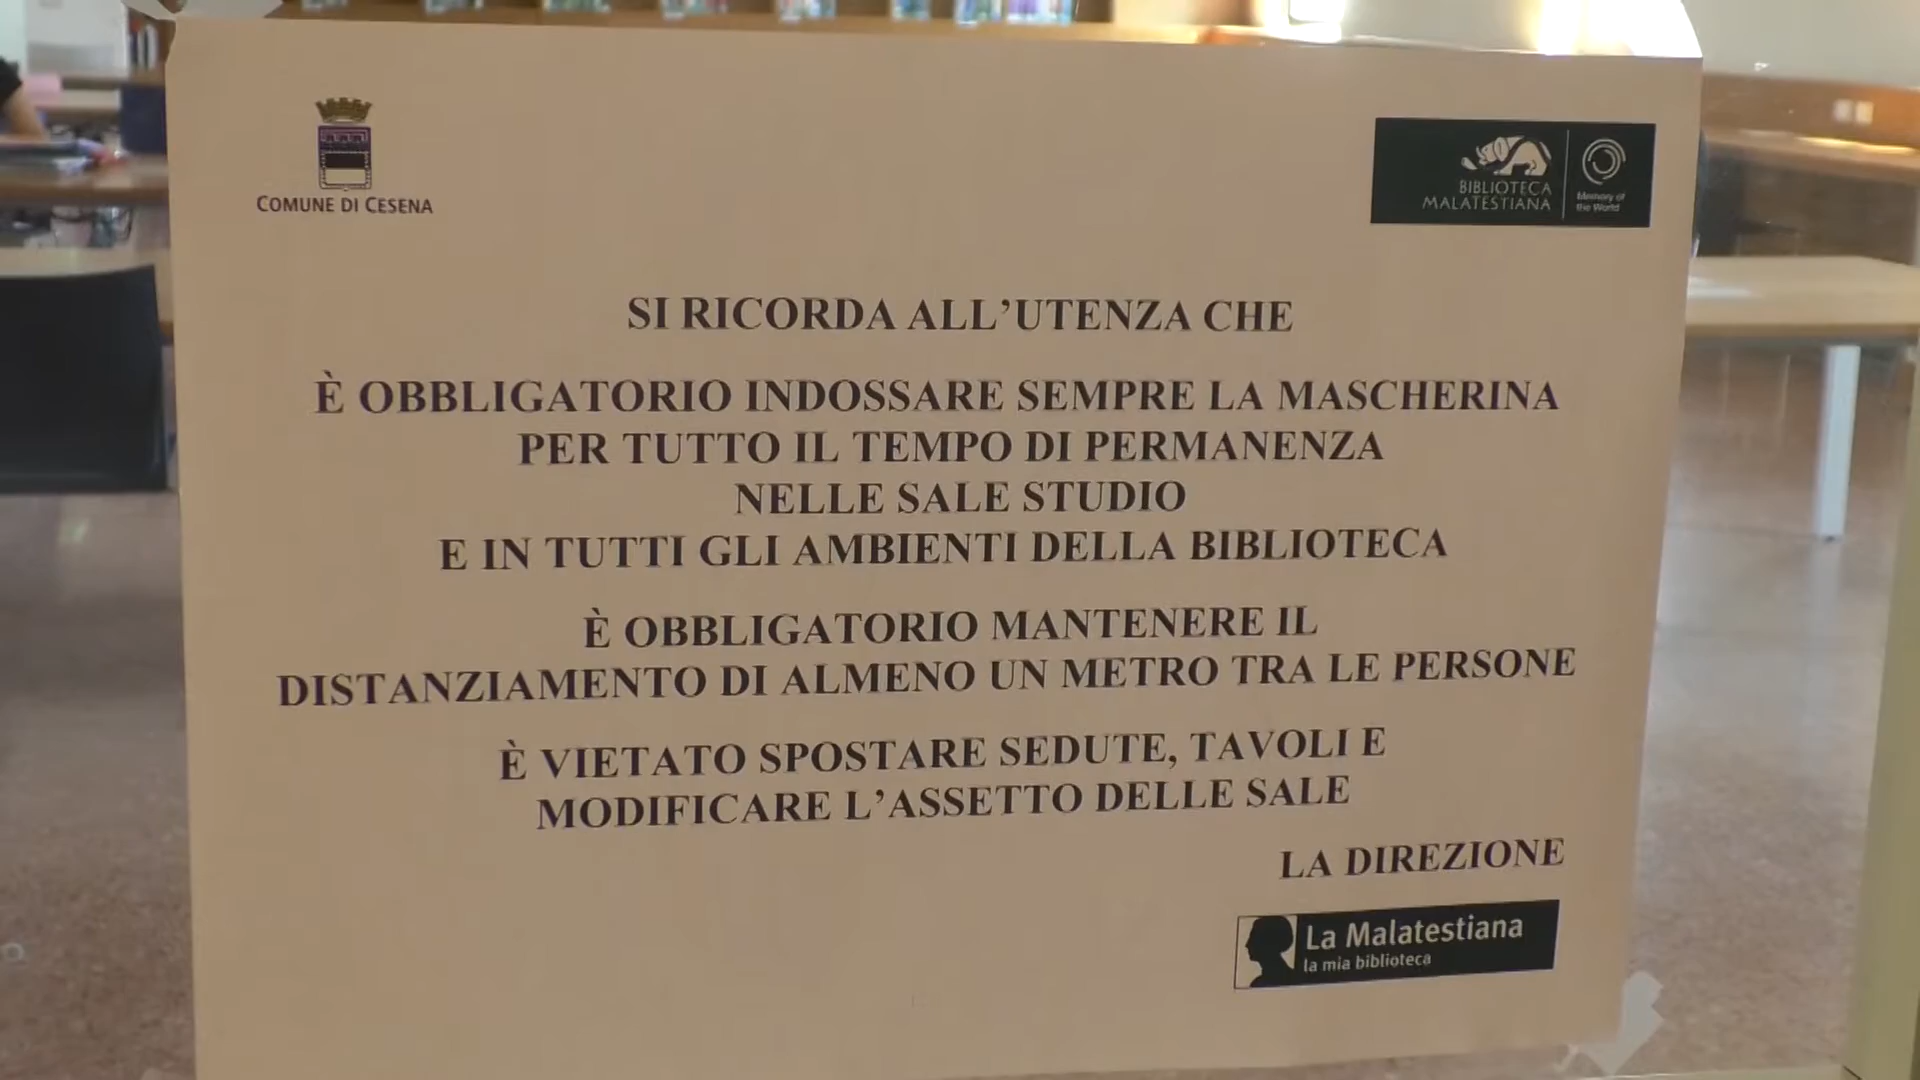 COMUNE DI CESENA
BIBLIOTECA
MALATESTIANA
Memory of
the World
SI RICORDA ALL'UTENZA CHE
È OBBLIGATORIO INDOSSARE SEMPRE LA MASCHERINA
PER TUTTO IL TEMPO DI PERMANENZA
NELLE SALE STUDIO
E IN TUTTI GLI AMBIENTI DELLA BIBLIOTECA
È OBBLIGATORIO MANTENERE IL
DISTANZIAMENTO DI ALMENO UN METRO TRA LE PERSONE
È VIETATO SPOSTARE SEDUTE, TAVOLI E
MODIFICARE L'ASSETTO DELLE SALE
LA DIREZIONE
La Malatestiana
la mia biblioteca